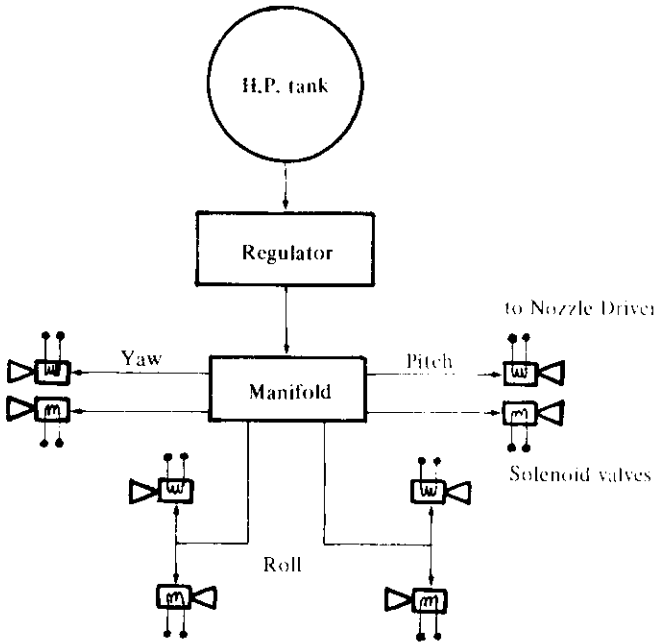 H.P. tank
Regulator
to Nozzle Driver
Yaw
Pitch
Manifold
Solenoid valves
Roll